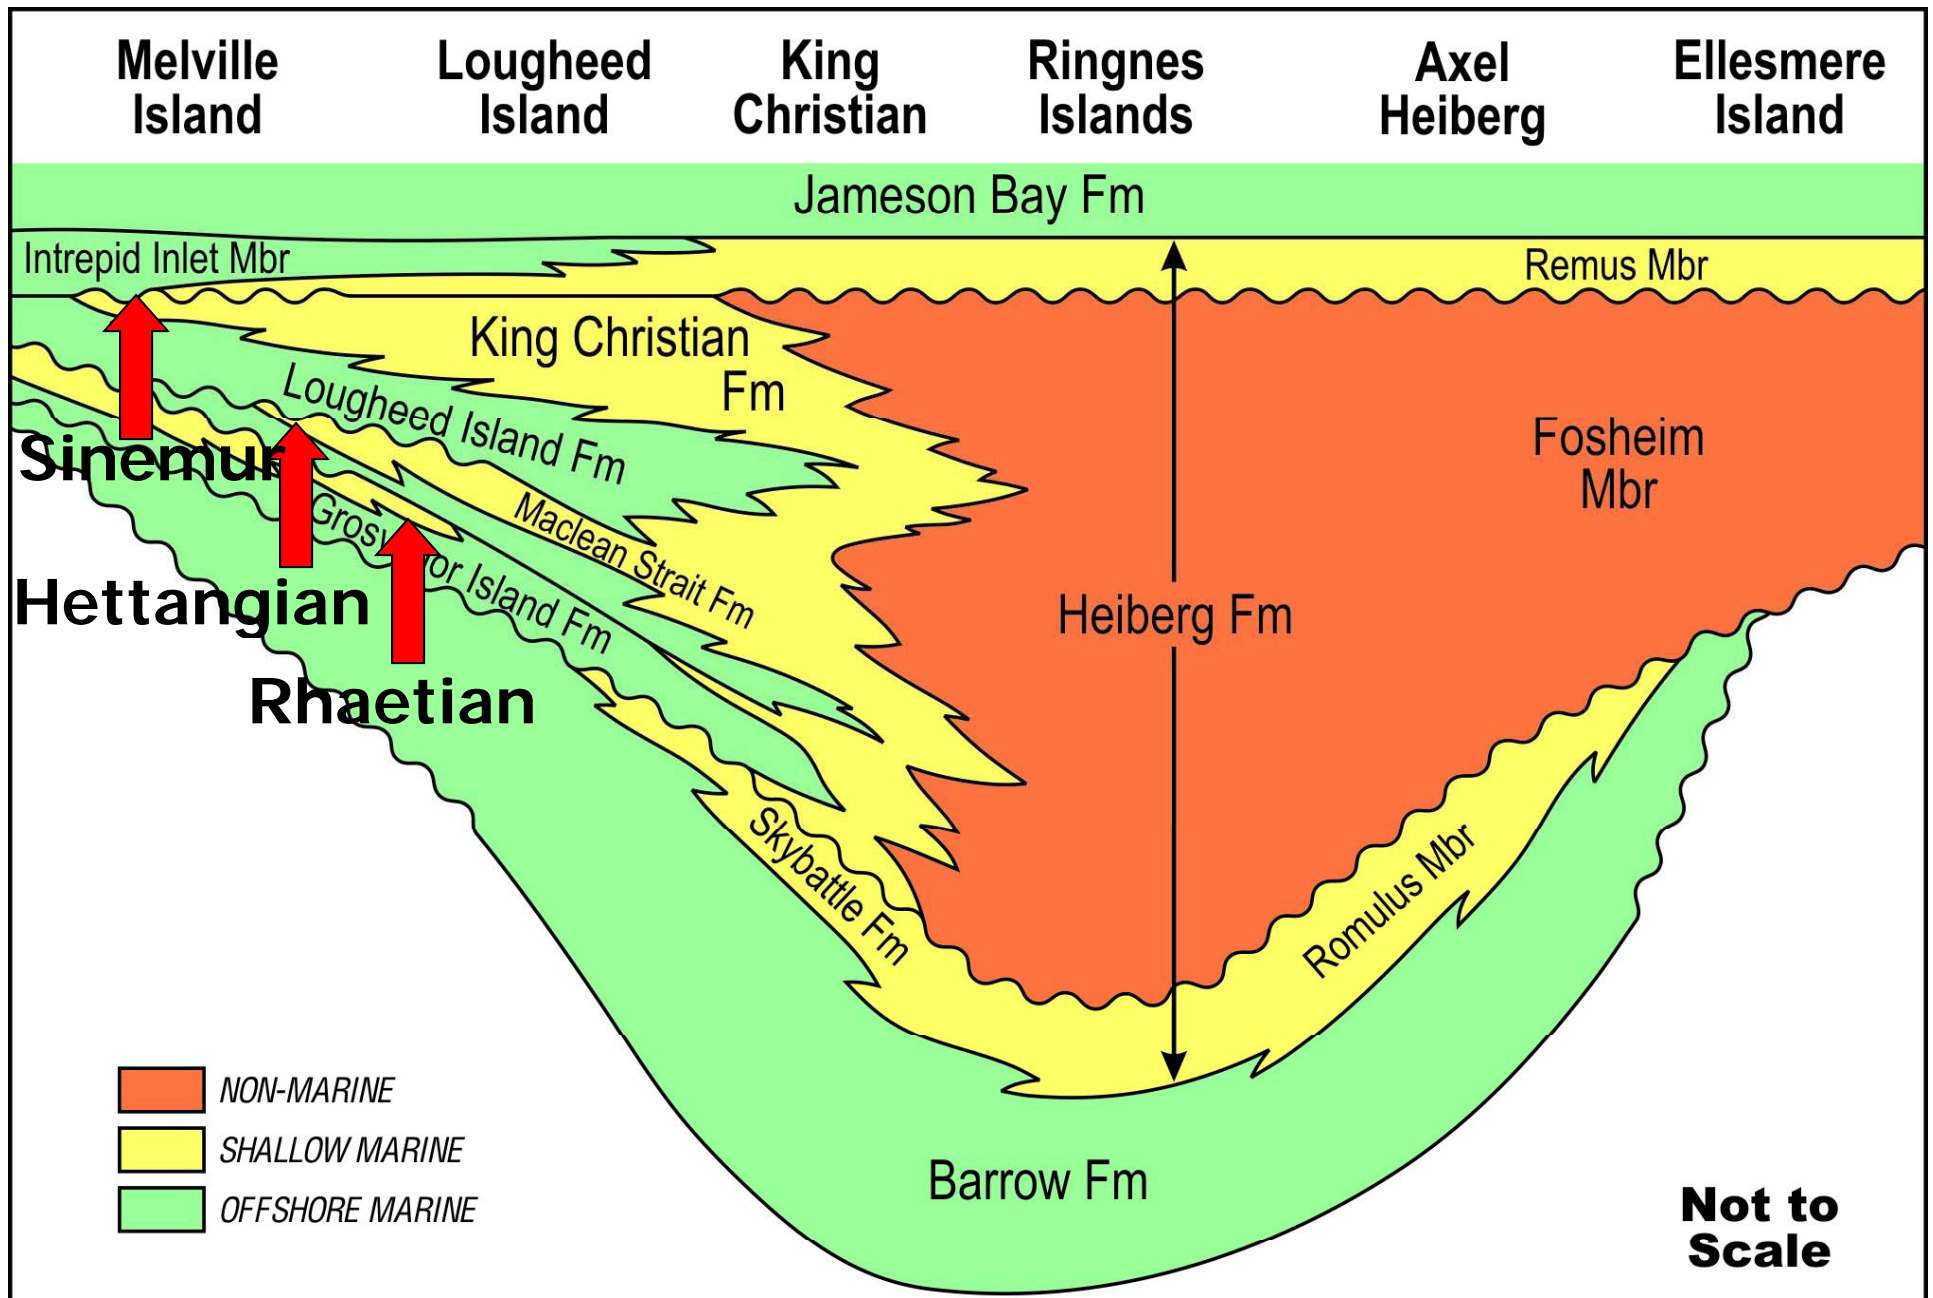 Melville
Island
Lougheed
Island
King
Christian
Ringnes
Islands
Axel
Heiberg
Ellesmere
Island
Jameson Bay Fm
Intrepid Inlet Mbr
Remus Mbr
King Christian
Fm
Lougheed Island Fm
Fosheim
Mbr
Sinemur
Maclean Strait Fm
Hettangian
Island Fm
Heiberg Fm
Rhaetian
Skybattle Fm
Romulus Mbr
NON-MARINE
SHALLOW MARINE
OFFSHORE MARINE
Barrow Fm
Not to
Scale